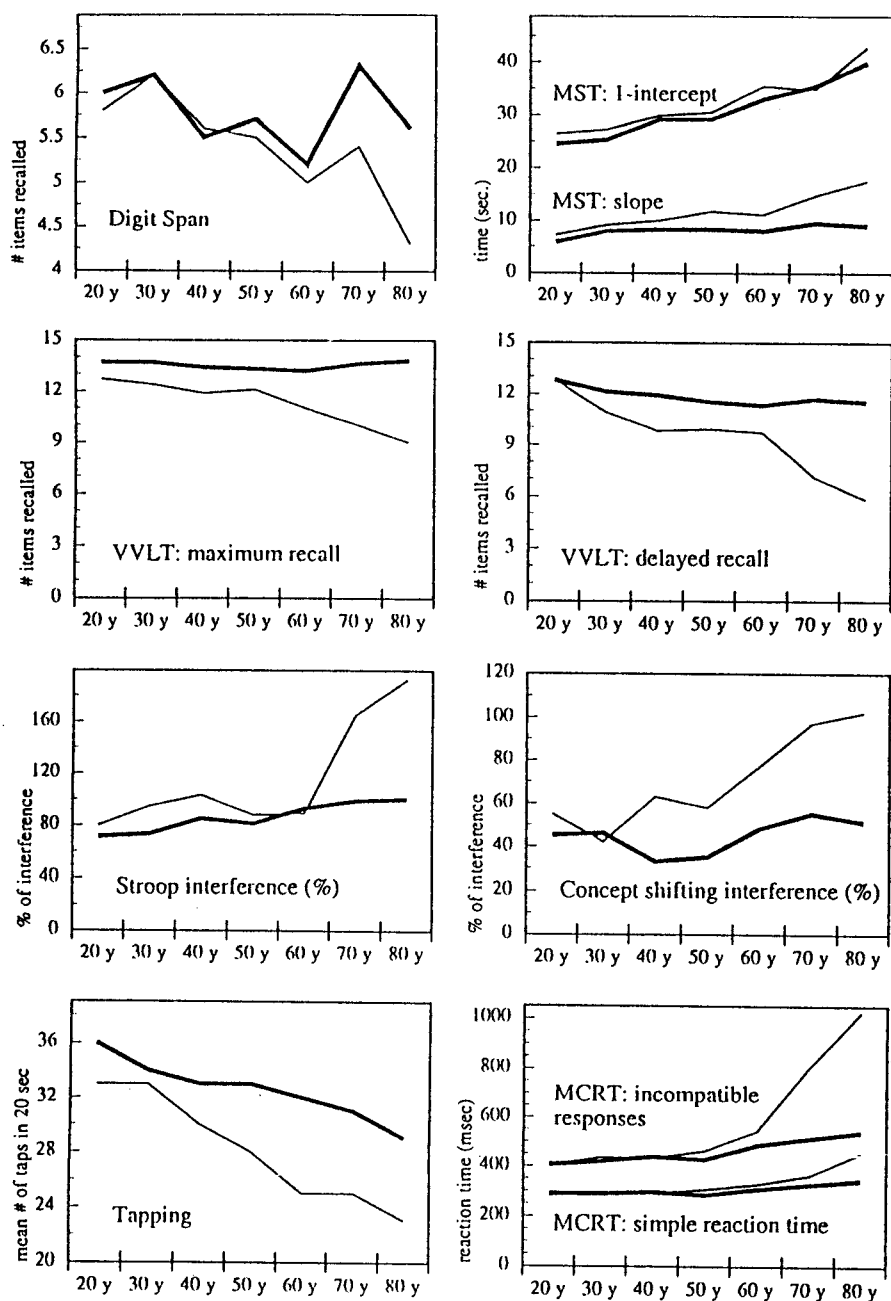 # items recalled
6.5
6
5.5
5
4.5
4
Digit Span
20 y 30 y 40 y 50 y 60 y 70 y 80 y
time (sec.)
40
30
20
10
0
MST: 1-intercept
MST: slope
20 y 30 y 40 y 50 y 60 y 70 y 80 y
# items recalled
15
12
9
6
3
0
VVLT: maximum recall
20 y 30 y 40 y 50 y 60 y 70 y 80 y
# items recalled
15
12
9
6
3
0
VVLT: delayed recall
20 y 30 y 40 y 50 y 60 y 70 y 80 y
% of interference
160
120
80
40
0
Stroop interference (%)
20 y 30 y 40 y 50 y 60 y 70 y 80 y
% of interference
100
80
60
40
20
0
Concept shifting interference (%)
20 y 30 y 40 y 50 y 60 y 70 y 80 y
mean # of taps in 20 sec
36
32
28
24
20
Tapping
20 y 30 y 40 y 50 y 60 y 70 y 80 y
reaction time (msec)
1000
800
600
400
200
0
MCRT: incompatible
responses
MCRT: simple reaction time
20 y 30 y 40 y 50 y 60 y 70 y 80 y